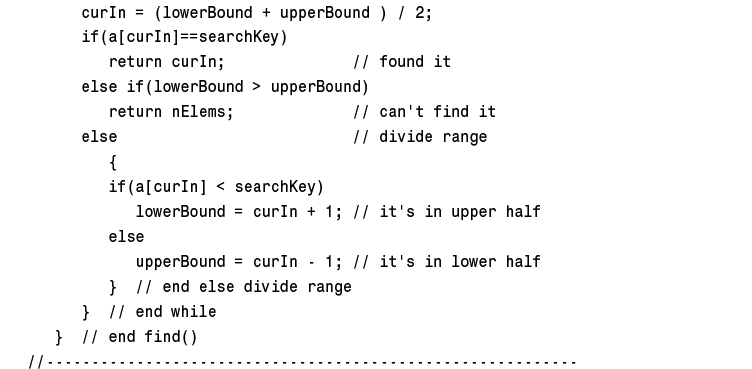 curIn = (lowerBound + upperBound ) / 2;
if(a[curIn]==searchKey)
return curIn; // found it
else if(lowerBound > upperBound)
return nElems; // can't find it
else // divide range
{
if(a[curIn] < searchKey)
lowerBound = curIn + 1; // it's in upper half
else
upperBound = curIn - 1; // it's in lower half
} // end else divide range
} // end while
} // end find()
//-----------------------------------------------------------